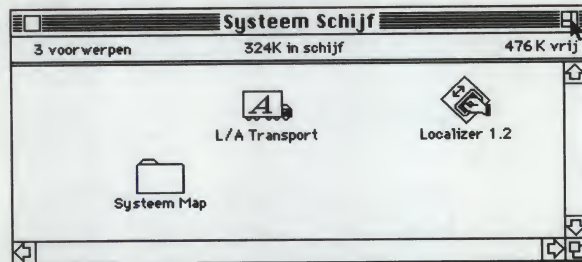 Systeem Schijf
3 voorwerpen 324K in schijf 476K vrij
L/A Transport Localizer 1.2
Systeem Map